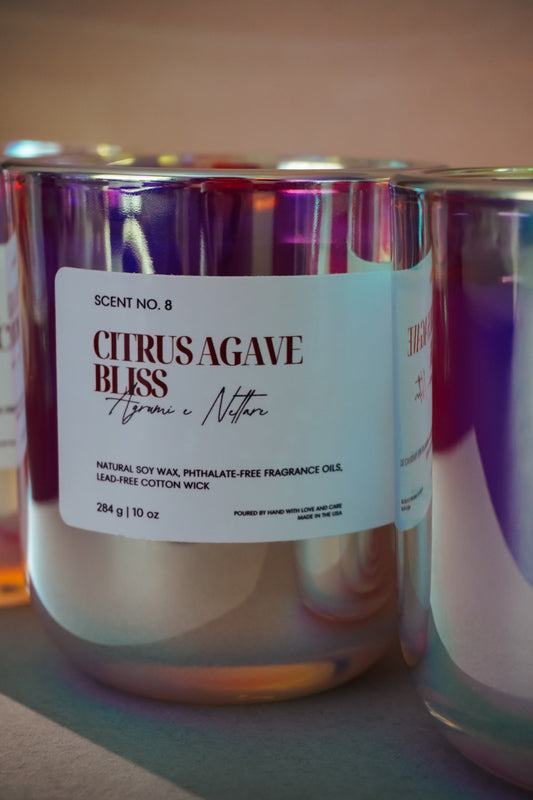 SCENT NO. 8
CITRUS AGAVE
BLISS
Agrumi e Nettare
NATURAL SOY WAX, PHTHALATE-FREE FRAGRANCE OILS,
LEAD-FREE COTTON WICK
284 g | 10 oz
POURED BY HAND WITH LOVE AND CARE
MADE IN THE USA